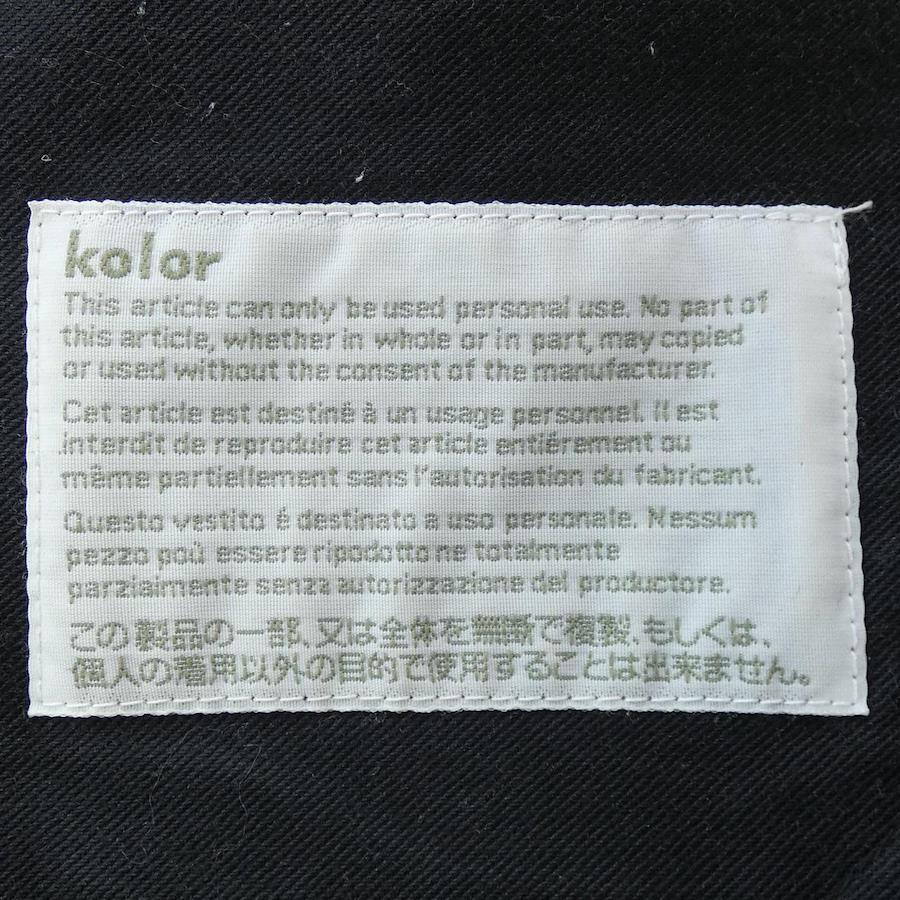 kolor
This article can only be used personal use. No part of
this article, whether in whole or in part, may copied
or used without the consent of the manufacturer.
Cet article est destiné à un usage personnel. il est
interdit de reproduire cet article entiérement ou
même partiellement sans l'autorisation du fabricant.
Questo vestito é destinato a uso personale. Nessum
pezzo poù essere ripodotto ne totalmente
parziaimente senza autorizzazione del productore.
この製品の一部、又は全体を無断で複製、もしくは、
個人の着用以外の目的で使用することは出来ません。